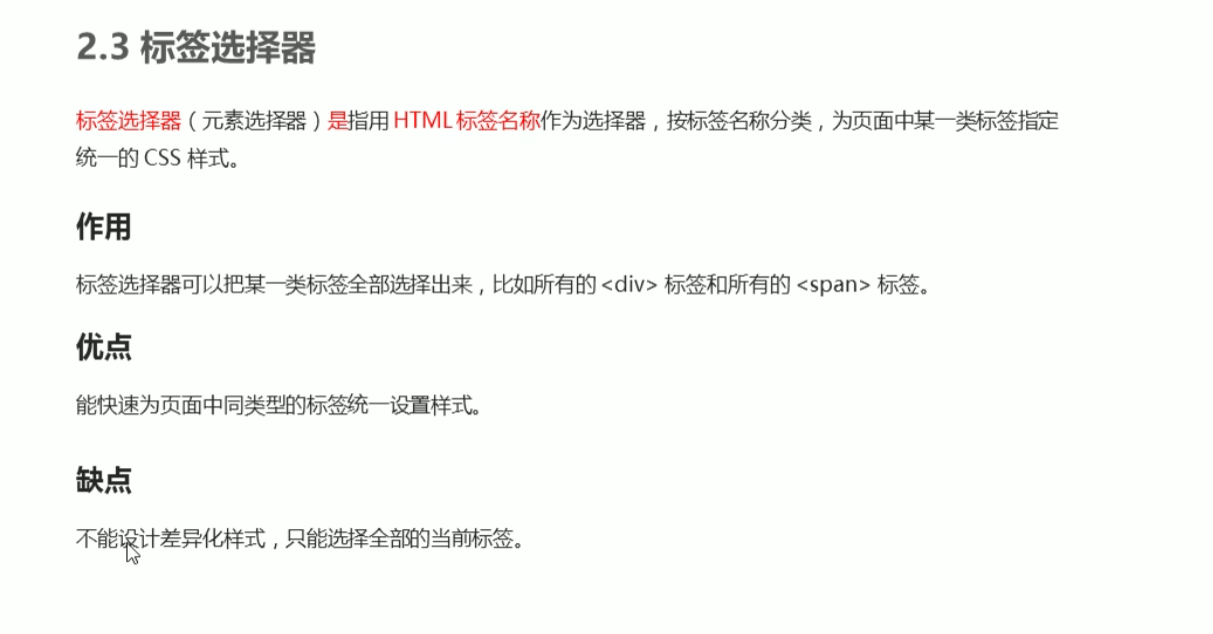 2.3 标签选择器
标签选择器（元素选择器）是指用 HTML 标签名称作为选择器，按标签名称分类，为页面中某一类标签指定
统一的 CSS 样式。
作用
标签选择器可以把某一类标签全部选择出来，比如所有的 <div> 标签和所有的 <span> 标签。
优点
能快速为页面中同类型的标签统一设置样式。
缺点
不能设计差异化样式，只能选择全部的当前标签。